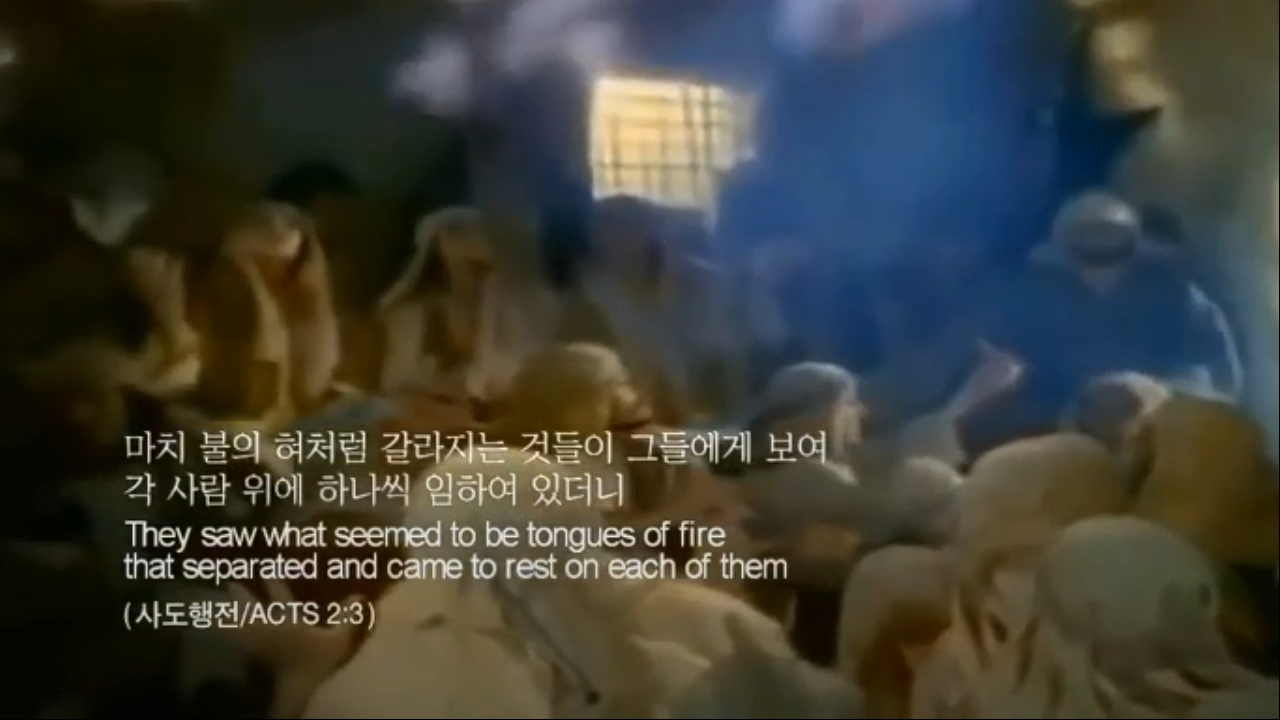 마치 불의 혀처럼 갈라지는 것들이 그들에게 보여
각 사람 위에 하나씩 임하여 있더니
They saw what seemed to be tongues of fire
that separated and came to rest on each of them
(사도행전/ACTS 2:3)